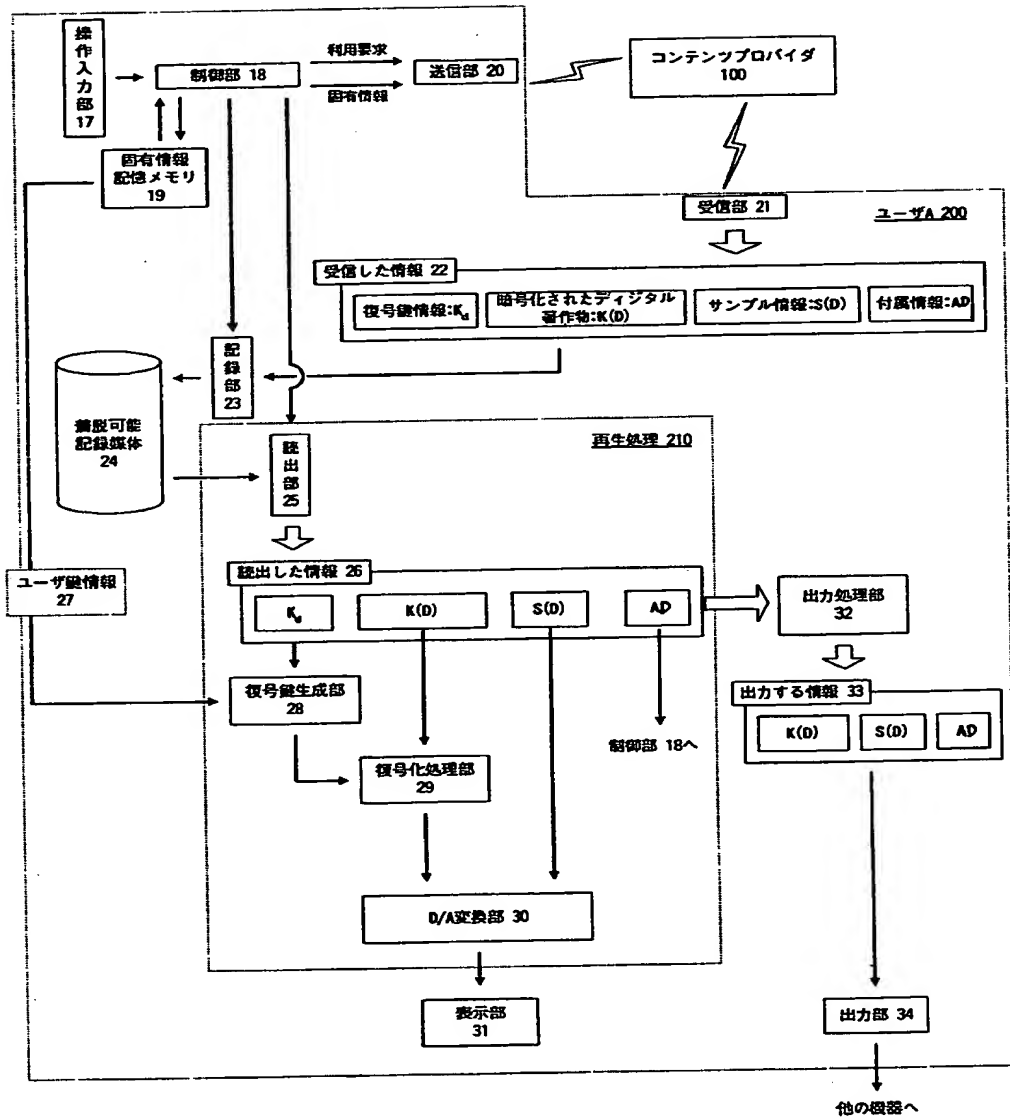 操作入力部
17
制御部 18
利用要求
固有情報
送信部 20
コンテンツプロバイダ
100
固有情報
記憶メモリ
19
受信部 21
ユーザA 200
受信した情報 22
復号鍵情報:Kd
暗号化されたディジタル
著作物:K(D)
サンプル情報:S(D)
付属情報:AD
記録部
23
着脱可能
記録媒体
24
再生処理 210
読出部
25
ユーザ鍵情報
27
読出した情報 26
Kd
K(D)
S(D)
AD
出力処理部
32
復号鍵生成部
28
制御部 18へ
出力する情報 33
K(D)
S(D)
AD
復号化処理部
29
D/A変換部 30
表示部
31
出力部 34
他の機器へ